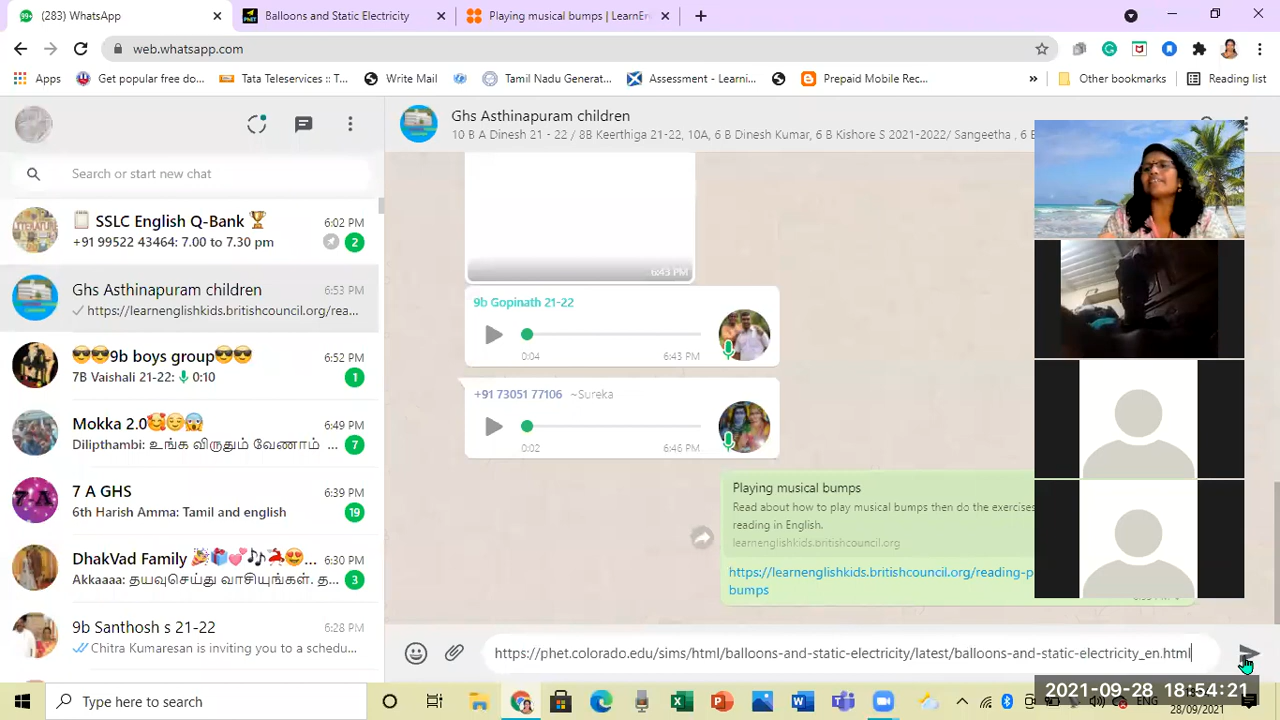 (283) WhatsApp
Balloons and Static Electricity
Playing musical bumps | LearnEn
web.whatsapp.com
Apps
Get popular free do...
Tata Teleservices :: T...
Write Mail
Tamil Nadu Generat...
Assessment - Learni...
Prepaid Mobile Rec...
Other bookmarks
Reading list
Ghs Asthinapuram children
10 B A Dinesh 21 - 22 / 8B Keerthiga 21-22, 10A, 6 B Dinesh Kumar, 6 B Kishore S 2021-2022/ Sangeetha , 6 B
Search or start new chat
SSLC English Q-Bank
6:02 PM
+91 99522 43464: 7.00 to 7.30 pm
2
Ghs Asthinapuram children
6:53 PM
https://learnenglishkids.britishcouncil.org/rea...
9b boys group
6:52 PM
7B Vaishali 21-22: 0:10
1
Mokka 2.0
6:49 PM
Dilipthambi: உங்க விருதும் வேணாம் ...
7
7 A GHS
6:39 PM
6th Harish Amma: Tamil and english
19
DhakVad Family ...
6:30 PM
Akkaaaa: தயவுசெய்து வாசியுங்கள். த...
3
9b Santhosh s 21-22
6:28 PM
Chitra Kumaresan is inviting you to a schedu...
6:43 PM
9b Gopinath 21-22
0:04
6:43 PM
+91 73051 77106 ~Sureka
0:02
6:46 PM
Playing musical bumps
Read about how to play musical bumps then do the exercises
reading in English.
learnenglishkids.britishcouncil.org
https://learnenglishkids.britishcouncil.org/reading-p
bumps
https://phet.colorado.edu/sims/html/balloons-and-static-electricity/latest/balloons-and-static-electricity_en.html
Type here to search
ENG
2021-09-28 18:54:21
28/09/2021